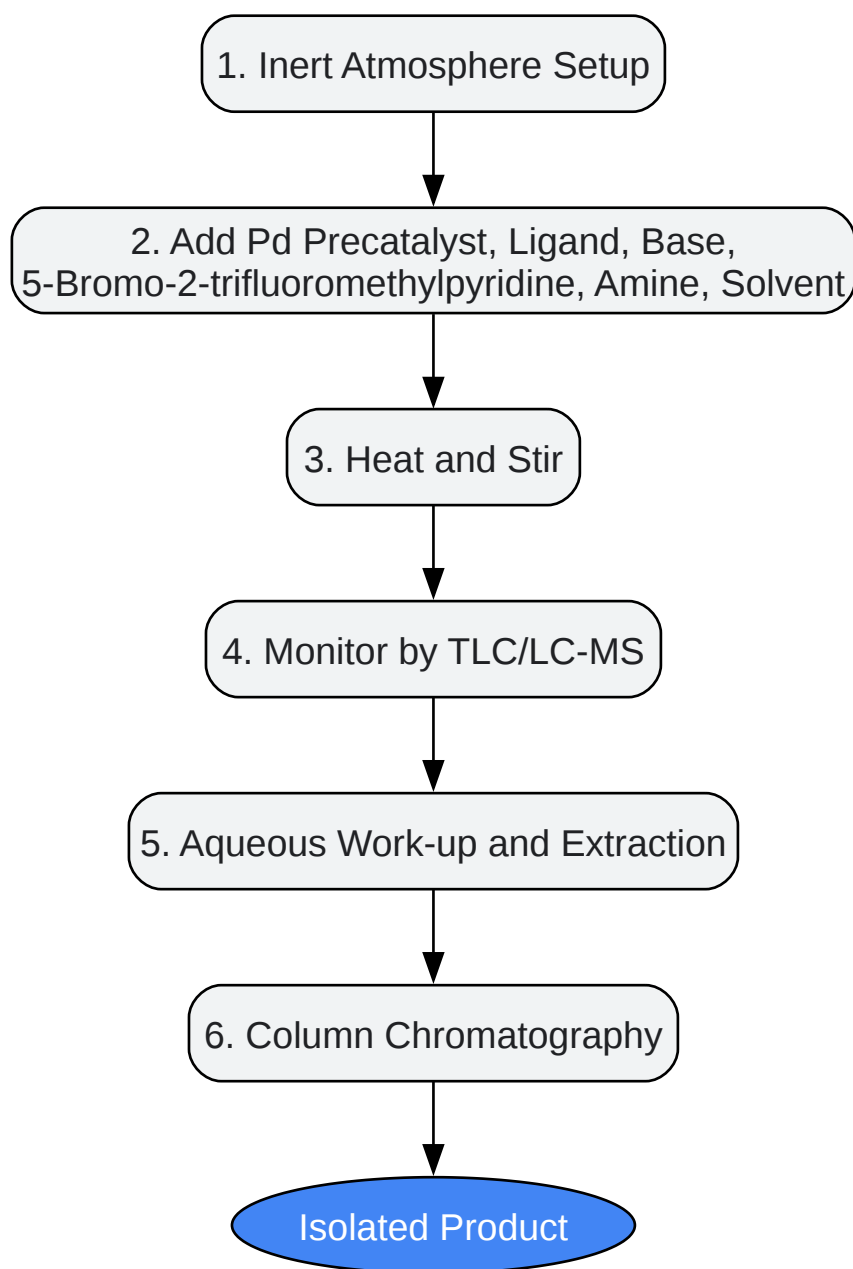 1. Inert Atmosphere Setup
2. Add Pd Precatalyst, Ligand, Base,
5-Bromo-2-trifluoromethylpyridine, Amine, Solvent
3. Heat and Stir
4. Monitor by TLC/LC-MS
5. Aqueous Work-up and Extraction
6. Column Chromatography
Isolated Product